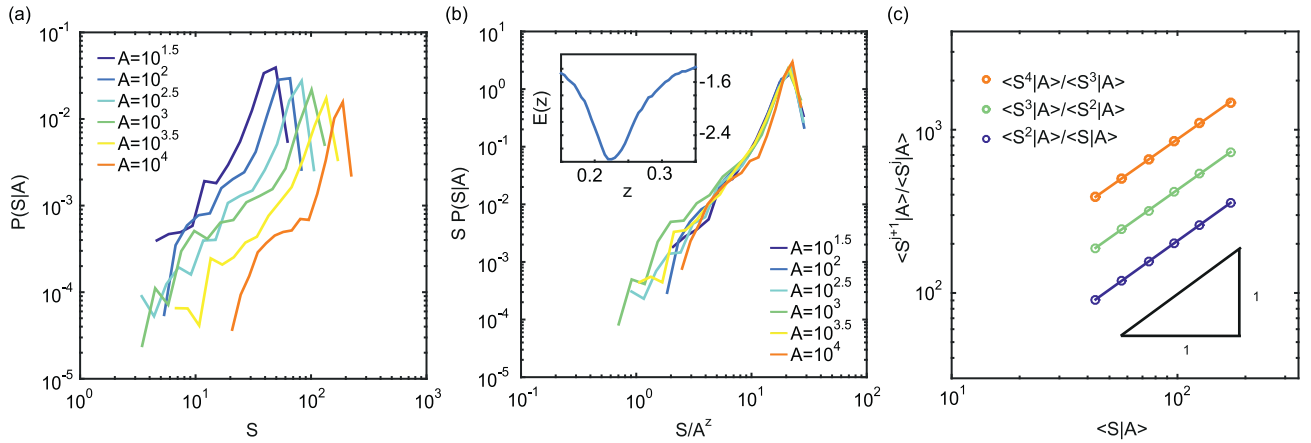 (a)
10^-1
10^-2
10^-3
10^-4
10^-5
P(S|A)
A=10^1.5
A=10^2
A=10^2.5
A=10^3
A=10^3.5
A=10^4
10^0
10^1
10^2
10^3
S
(b)
10^1
10^0
10^-1
10^-2
10^-3
10^-4
10^-5
S P(S|A)
E(z)
-1.6
-2.4
0.2
0.3
z
A=10^1.5
A=10^2
A=10^2.5
A=10^3
A=10^3.5
A=10^4
10^-1
10^0
10^1
10^2
S/A^z
(c)
10^3
10^2
<S^j+1|A>/<S^j|A>
<S^4|A>/<S^3|A>
<S^3|A>/<S^2|A>
<S^2|A>/<S|A>
1
1
10^1
10^2
<S|A>